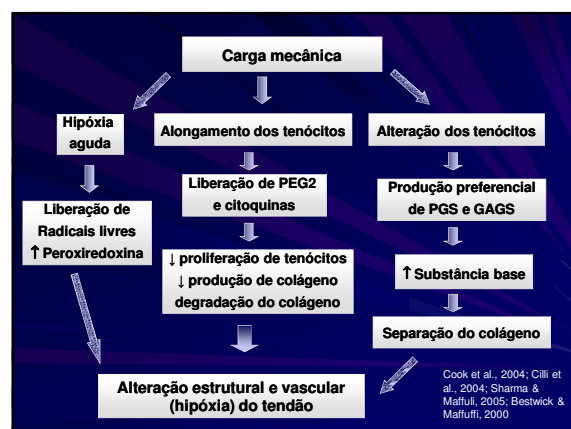 Carga mecânica
Hipóxia
aguda
Alongamento dos tenócitos
Alteração dos tenócitos
Liberação de
Radicais livres
↑ Peroxiredoxina
Liberação de PEG2
e citoquinas
Produção preferencial
de PGS e GAGS
↓ proliferação de tenócitos
↓ produção de colágeno
degradação do colágeno
↑ Substância base
Separação do colágeno
Alteração estrutural e vascular
(hipóxia) do tendão
Cook et al., 2004; Cilli et
al., 2004; Sharma &
Maffuli, 2005; Bestwick &
Maffuffi, 2000